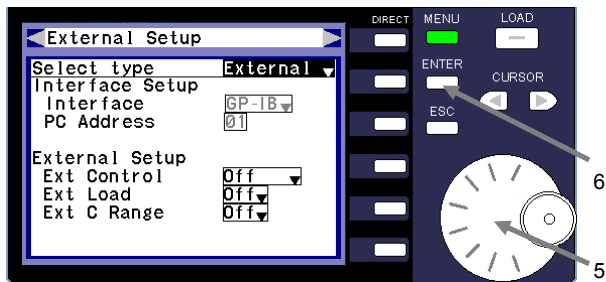 External Setup
Select type External
Interface Setup
Interface GP-IB
PC Address 01
External Setup
Ext Control Off
Ext Load Off
Ext C Range Off
DIRECT
MENU
LOAD
ENTER
CURSOR
ESC
6
5